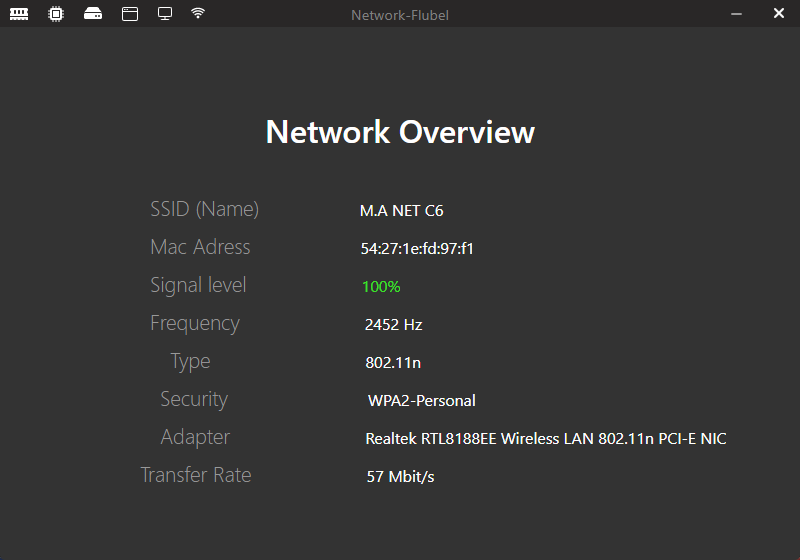 Network-Flubel
Network Overview
SSID (Name) M.A NET C6
Mac Adress 54:27:1e:fd:97:f1
Signal level 100%
Frequency 2452 Hz
Type 802.11n
Security WPA2-Personal
Adapter Realtek RTL8188EE Wireless LAN 802.11n PCI-E NIC
Transfer Rate 57 Mbit/s